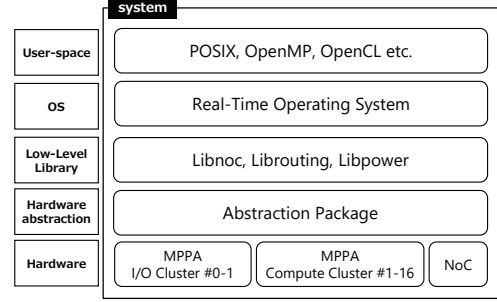 system
User-space
POSIX, OpenMP, OpenCL etc.
OS
Real-Time Operating System
Low-Level
Library
Libnoc, Librouting, Libpower
Hardware
abstraction
Abstraction Package
Hardware
MPPA
I/O Cluster #0-1
MPPA
Compute Cluster #1-16
NoC